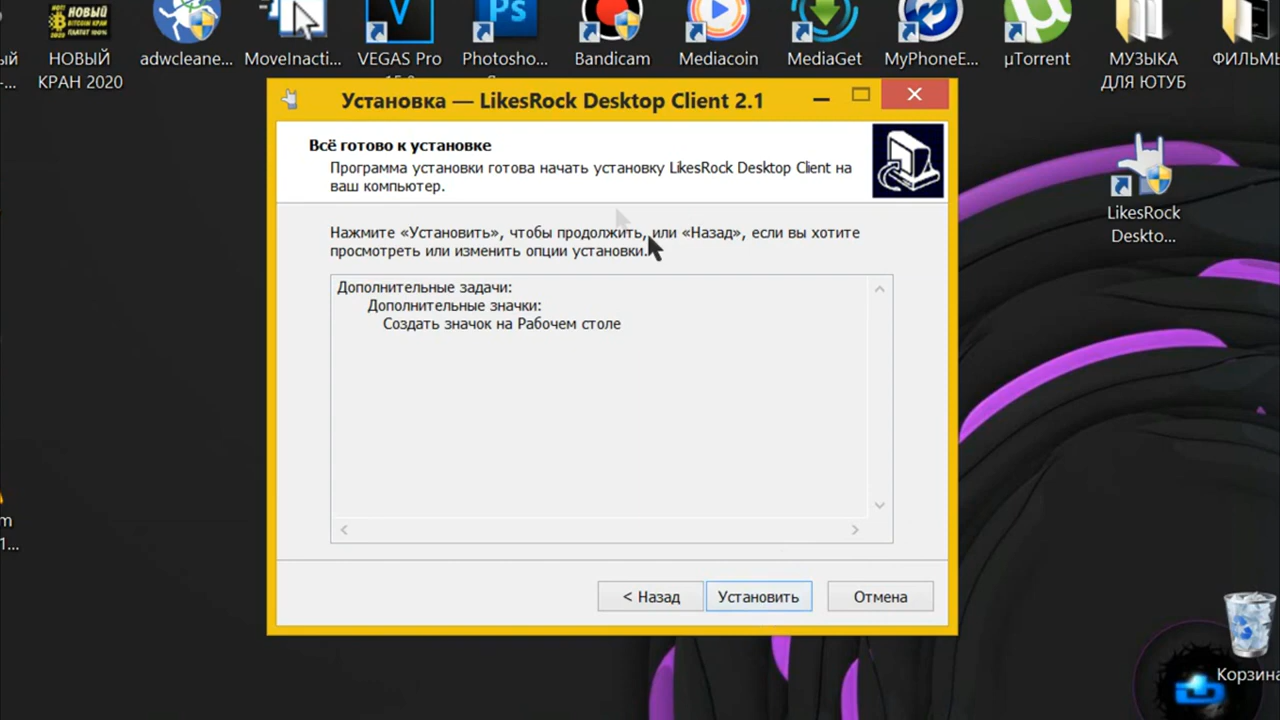 НОВЫЙ
КРАН 2020
adwcleane...
MoveInacti...
VEGAS Pro
Photosho...
Bandicam
Mediacoin
MediaGet
MyPhoneE...
µTorrent
МУЗЫКА
ДЛЯ ЮТУБ
ФИЛЬМЫ
Установка — LikesRock Desktop Client 2.1
Всё готово к установке
Программа установки готова начать установку LikesRock Desktop Client на
ваш компьютер.
Нажмите «Установить», чтобы продолжить, или «Назад», если вы хотите
просмотреть или изменить опции установки.
Дополнительные задачи:
Дополнительные значки:
Создать значок на Рабочем столе
< Назад
Установить
Отмена
LikesRock
Deskto...
Корзина